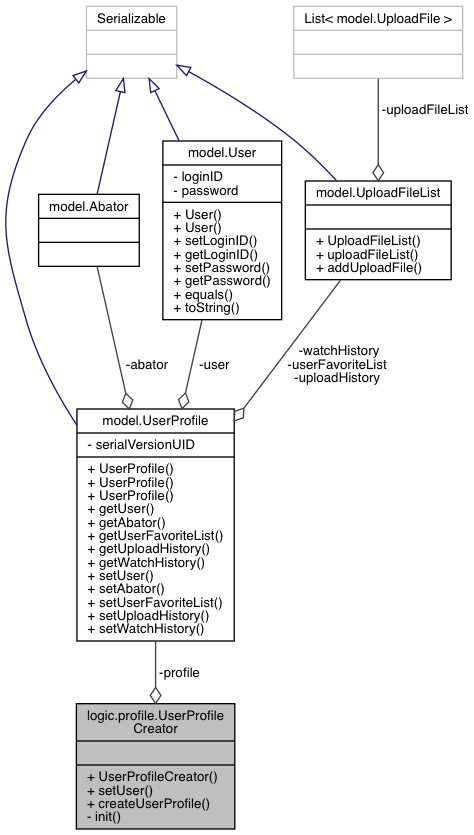 Serializable
List< model.UploadFile >
-uploadFileList
model.User
- loginID
- password
+ User()
+ User()
+ setLoginID()
+ getLoginID()
+ setPassword()
+ getPassword()
+ equals()
+ toString()
model.UploadFileList
+ UploadFileList()
+ uploadFileList()
+ addUploadFile()
model.Abator
-abator
-user
-watchHistory
-userFavoriteList
-uploadHistory
model.UserProfile
- serialVersionUID
+ UserProfile()
+ UserProfile()
+ UserProfile()
+ getUser()
+ getAbator()
+ getUserFavoriteList()
+ getUploadHistory()
+ getWatchHistory()
+ setUser()
+ setAbator()
+ setUserFavoriteList()
+ setUploadHistory()
+ setWatchHistory()
-profile
logic.profile.UserProfile
Creator
+ UserProfileCreator()
+ setUser()
+ createUserProfile()
- init()